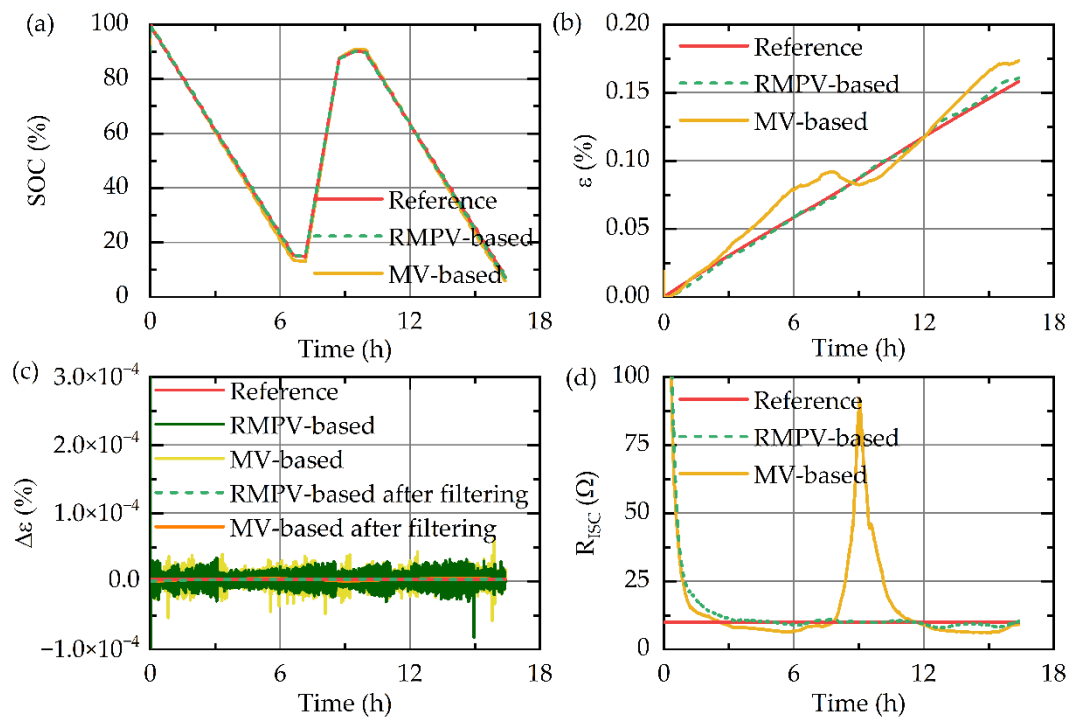 (a)
100
80
60
40
20
0
SOC (%)
Reference
RMPV-based
MV-based
0
6
12
18
Time (h)
(b)
0.20
0.15
0.10
0.05
0.00
ε (%)
Reference
RMPV-based
MV-based
0
6
12
18
Time (h)
(c)
3.0×10⁻⁴
2.0×10⁻⁴
1.0×10⁻⁴
0.0
−1.0×10⁻⁴
Δε (%)
Reference
RMPV-based
MV-based
RMPV-based after filtering
MV-based after filtering
0
6
12
18
Time (h)
(d)
100
75
50
25
0
R_ISC (Ω)
Reference
RMPV-based
MV-based
0
6
12
18
Time (h)